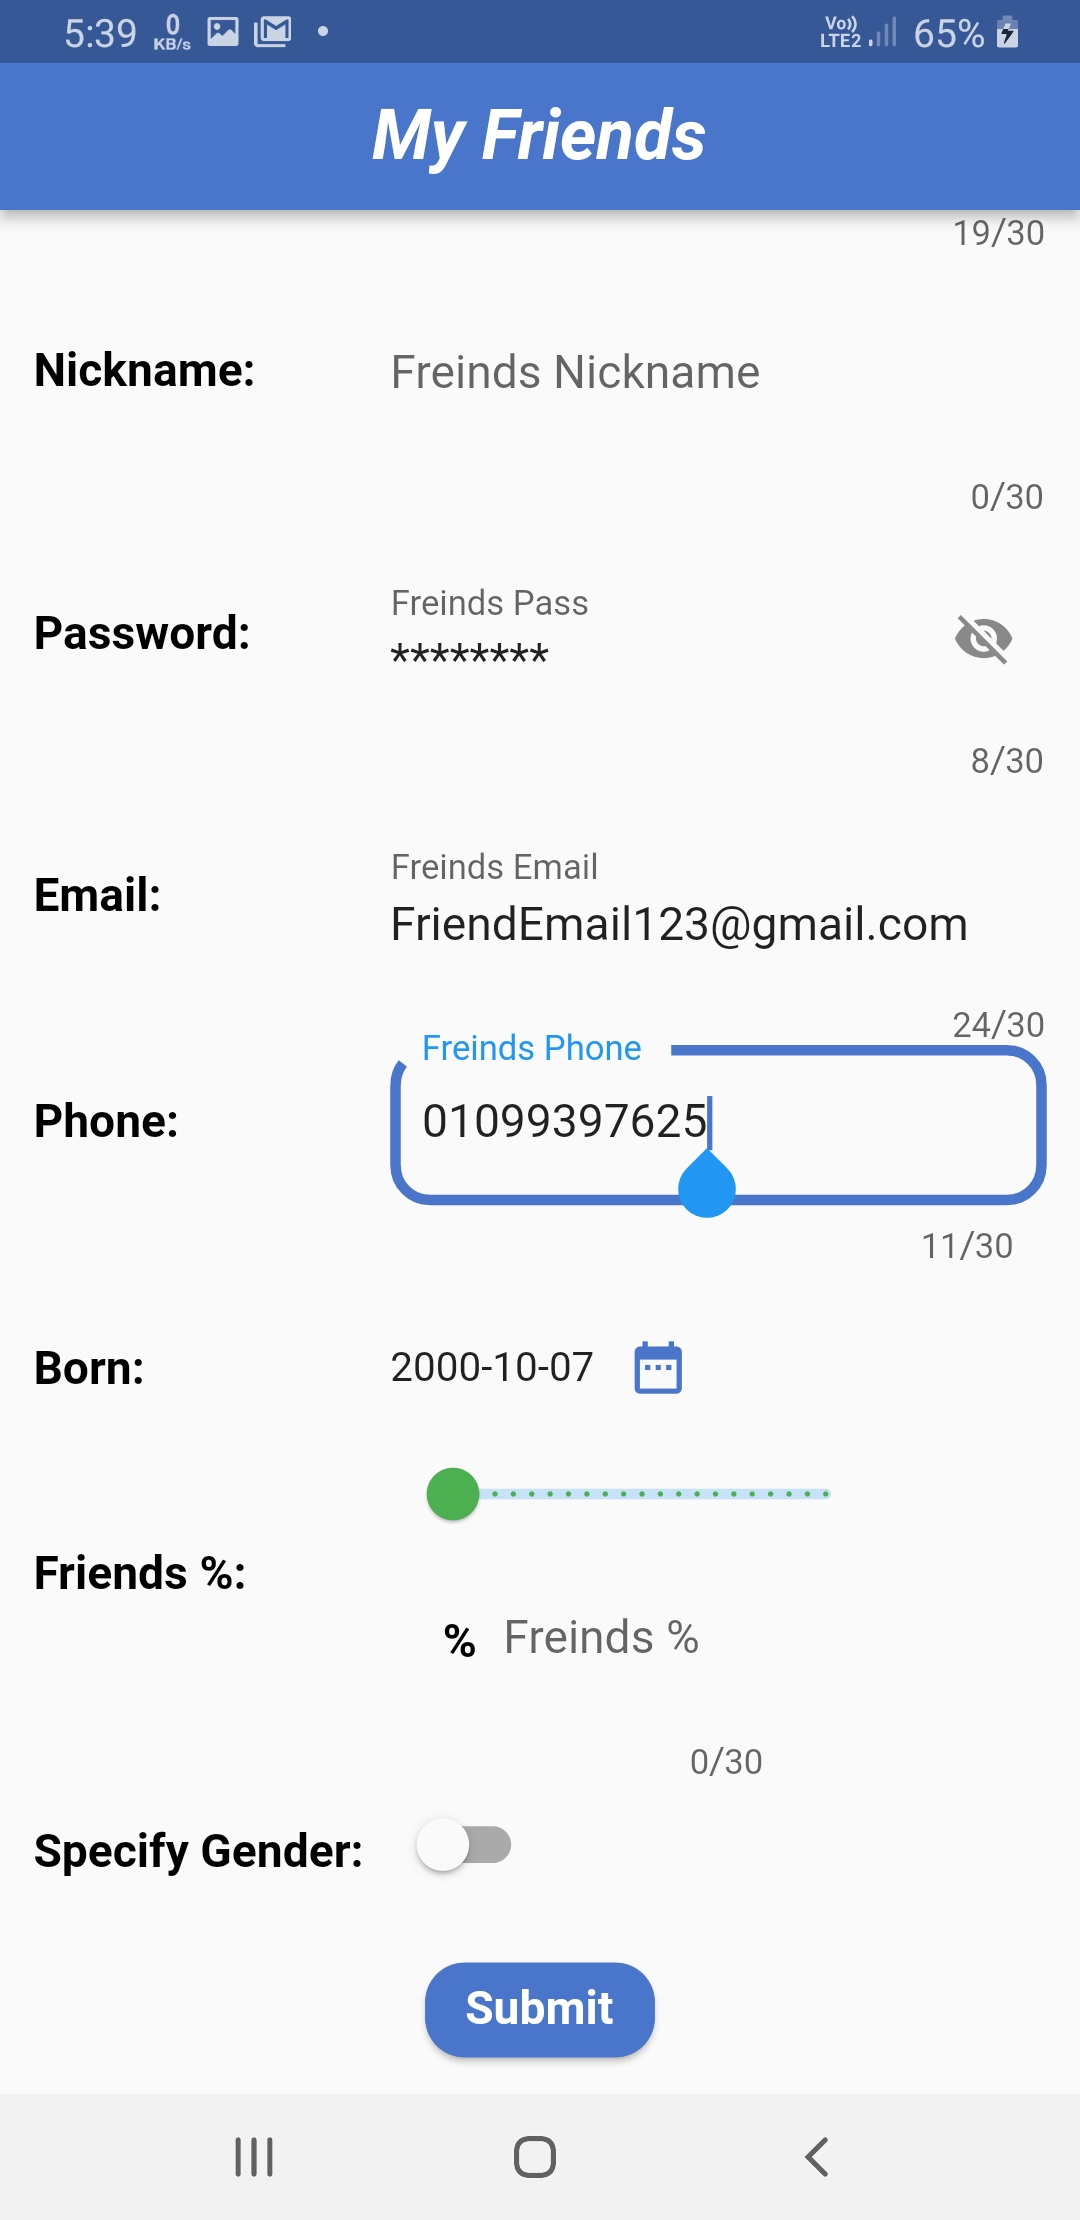 5:39 0 KB/s Vo)) LTE2 65%
My Friends
19/30
Nickname: Freinds Nickname
0/30
Freinds Pass
Password: ********
8/30
Freinds Email
Email: FriendEmail123@gmail.com
24/30
Freinds Phone
Phone: 01099397625
11/30
Born: 2000-10-07
Friends %:
% Freinds %
0/30
Specify Gender:
Submit